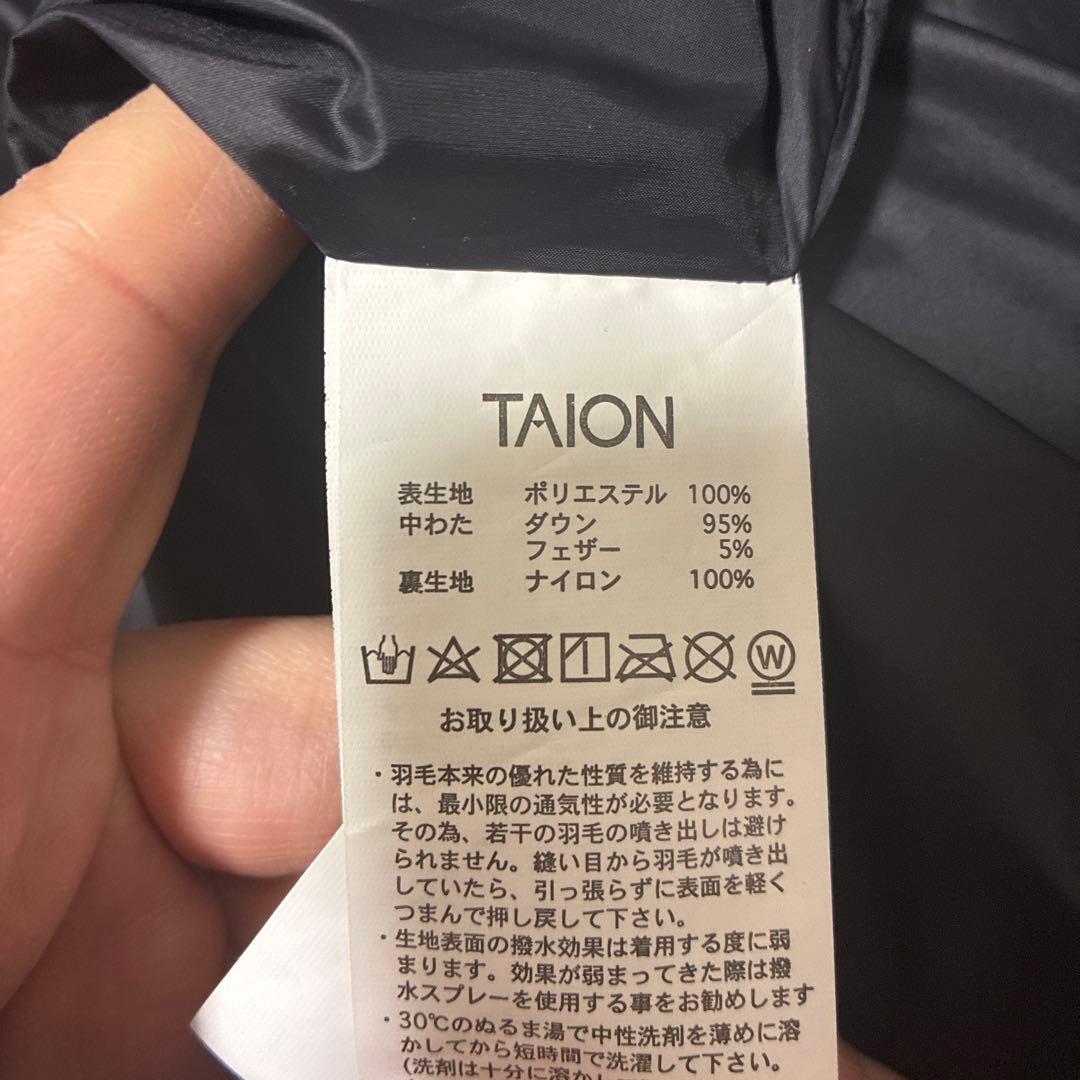 TAION
表生地 ポリエステル 100%
中わた ダウン 95%
フェザー 5%
裏生地 ナイロン 100%
W
お取り扱い上の御注意
・羽毛本来の優れた性質を維持する為に
は、最小限の通気性が必要となります。
その為、若干の羽毛の噴き出しは避け
られません。縫い目から羽毛が噴き出
していたら、引っ張らずに表面を軽く
つまんで押し戻して下さい。
・生地表面の撥水効果は着用する度に弱
まります。効果が弱まってきた際は撥
水スプレーを使用する事をお勧めします
・30℃のぬるま湯で中性洗剤を薄めに溶
かしてから短時間で洗濯して下さい。
(洗剤は十分に溶かし